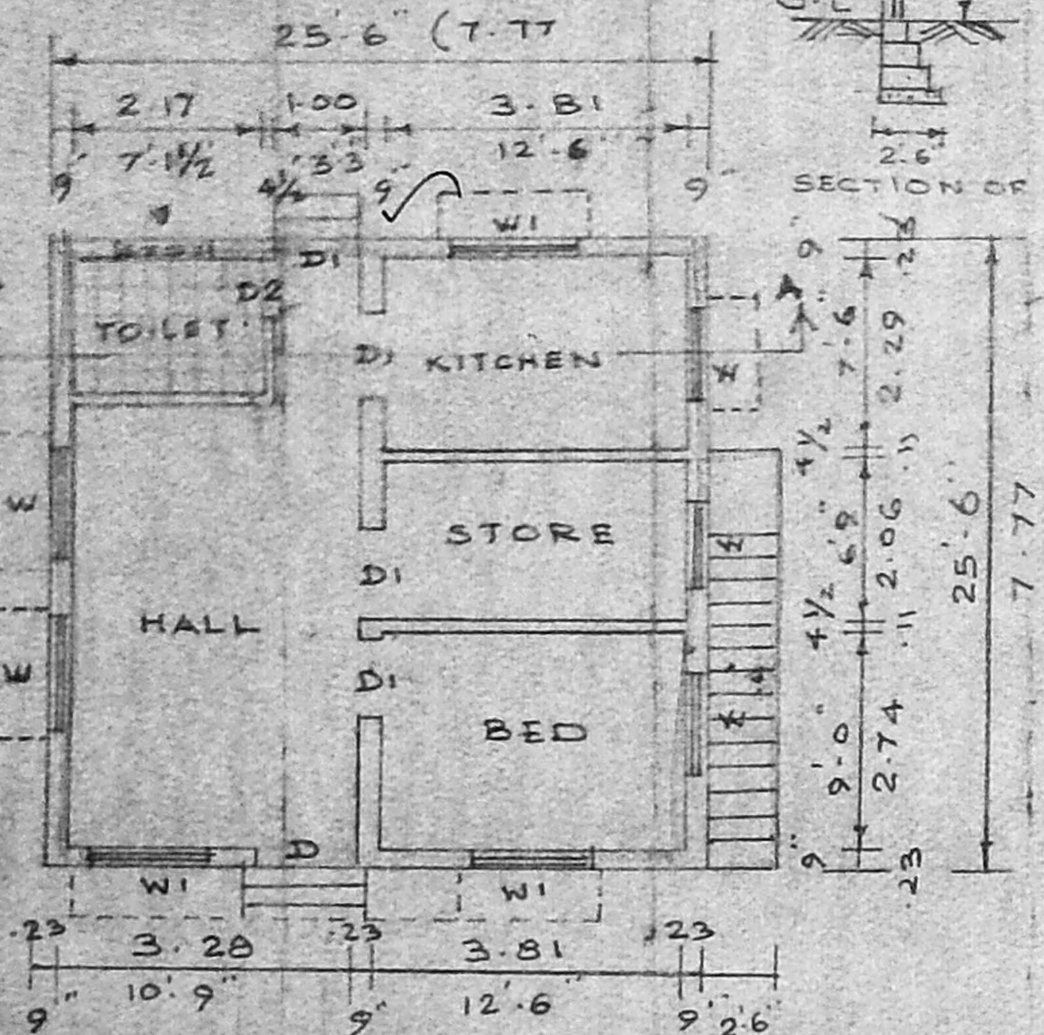 G.L
25'-6" (7.77
2.17 1.00 3.81
7'-1½" 3'3" 12'-6"
9" 4½" 9" 9"
2'.6"
SECTION OF
W1
D1
D2
TOILET
D1 KITCHEN
A
W
9" .23
7'-6" 2.29
4½ .11
W
STORE
W
6'9" 2.06
25'-6" 7.77
D1
4½ .11
HALL
W
D1
W
BED
9'-0" 2.74
D
9" .23
W1 W1
.23 3.28 .23 3.81 .23
9" 10'.9" 9" 12'.6" 9" 2'6"